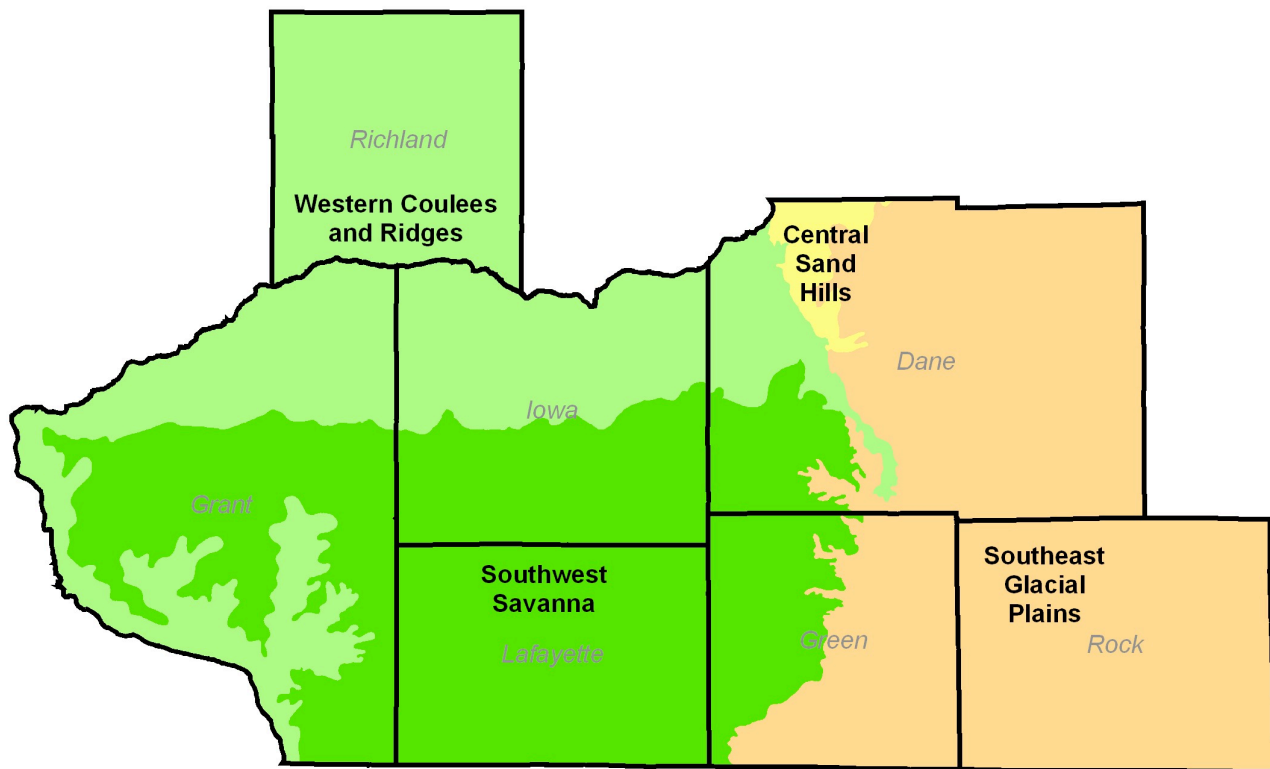 Richland
Western Coulees
and Ridges
Central
Sand
Hills
Dane
Iowa
Grant
Southwest
Savanna
Lafayette
Green
Southeast
Glacial
Plains
Rock